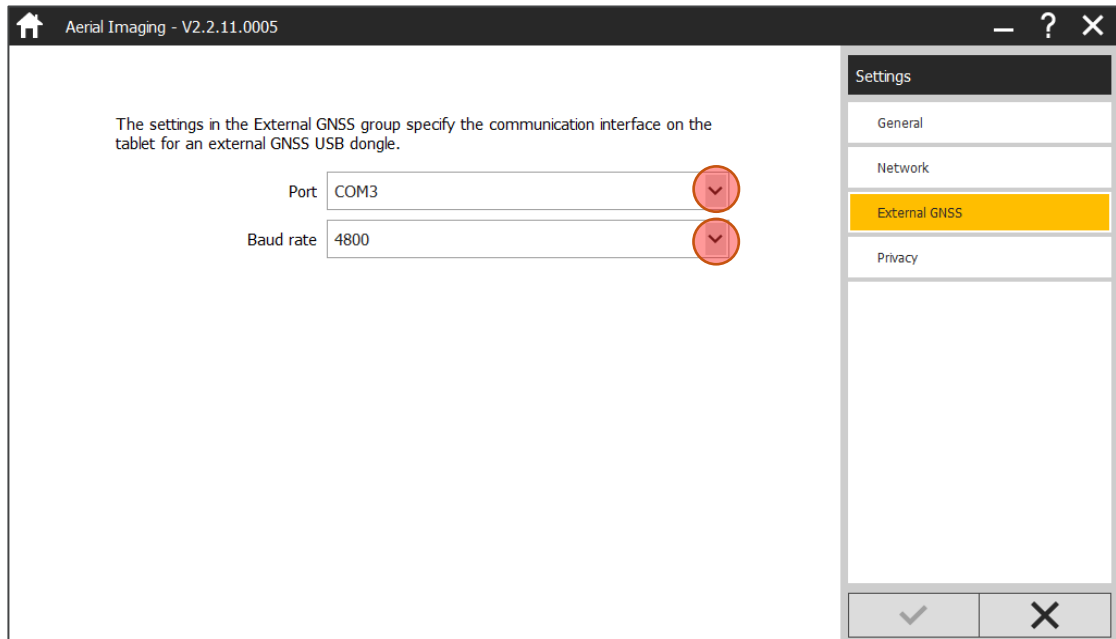 Aerial Imaging - V2.2.11.0005
?
Settings
The settings in the External GNSS group specify the communication interface on the
tablet for an external GNSS USB dongle.
Port COM3
Baud rate 4800
General
Network
External GNSS
Privacy